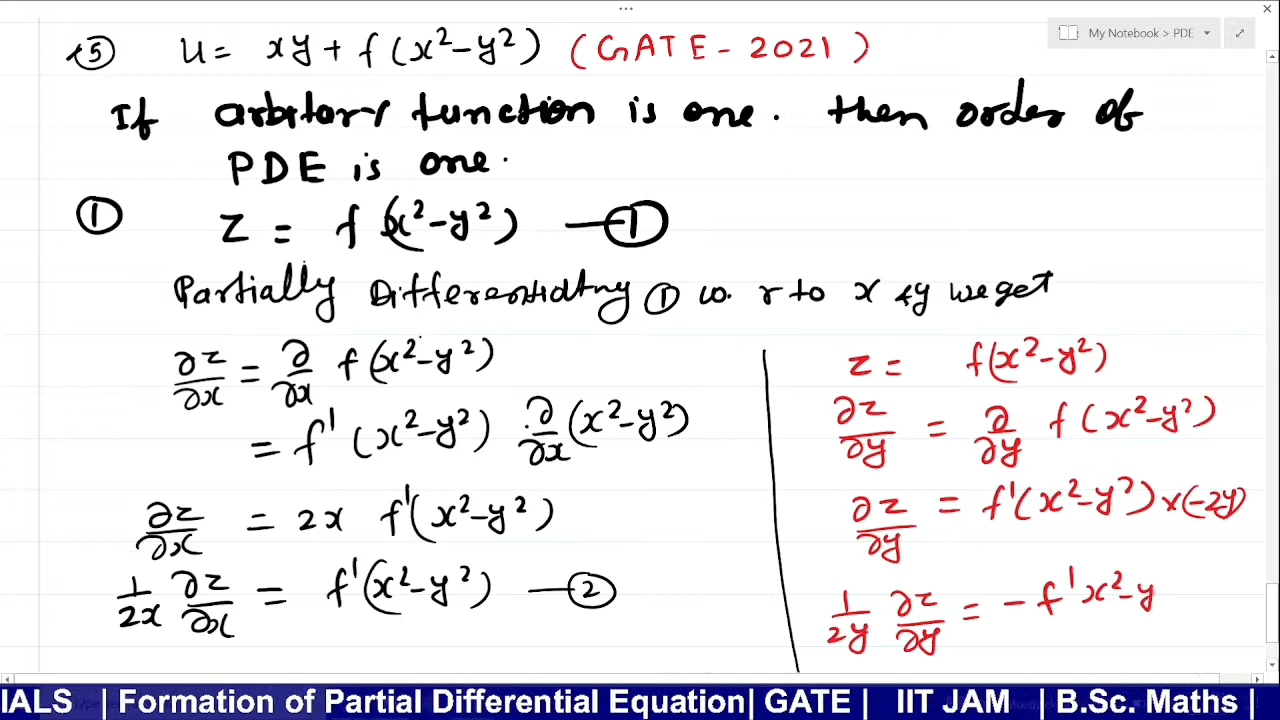 My Notebook > PDE
15 u = xy + f(x²-y²) (GATE - 2021)
If arbitary function is one. then order of
PDE is one.
① z = f(x²-y²) — ①
Partially Differentiating ① w. r to x & y we get
∂z/∂x = ∂/∂x f(x²-y²)
= f'(x²-y²) . ∂/∂x (x²-y²)
∂z/∂x = 2x f'(x²-y²)
1/2x ∂z/∂x = f'(x²-y²) — ②
z = f(x²-y²)
∂z/∂y = ∂/∂y f(x²-y²)
∂z/∂y = f'(x²-y²) x (-2y)
1/2y ∂z/∂y = - f' x²-y
IALS | Formation of Partial Differential Equation| GATE | IIT JAM | B.Sc. Maths |